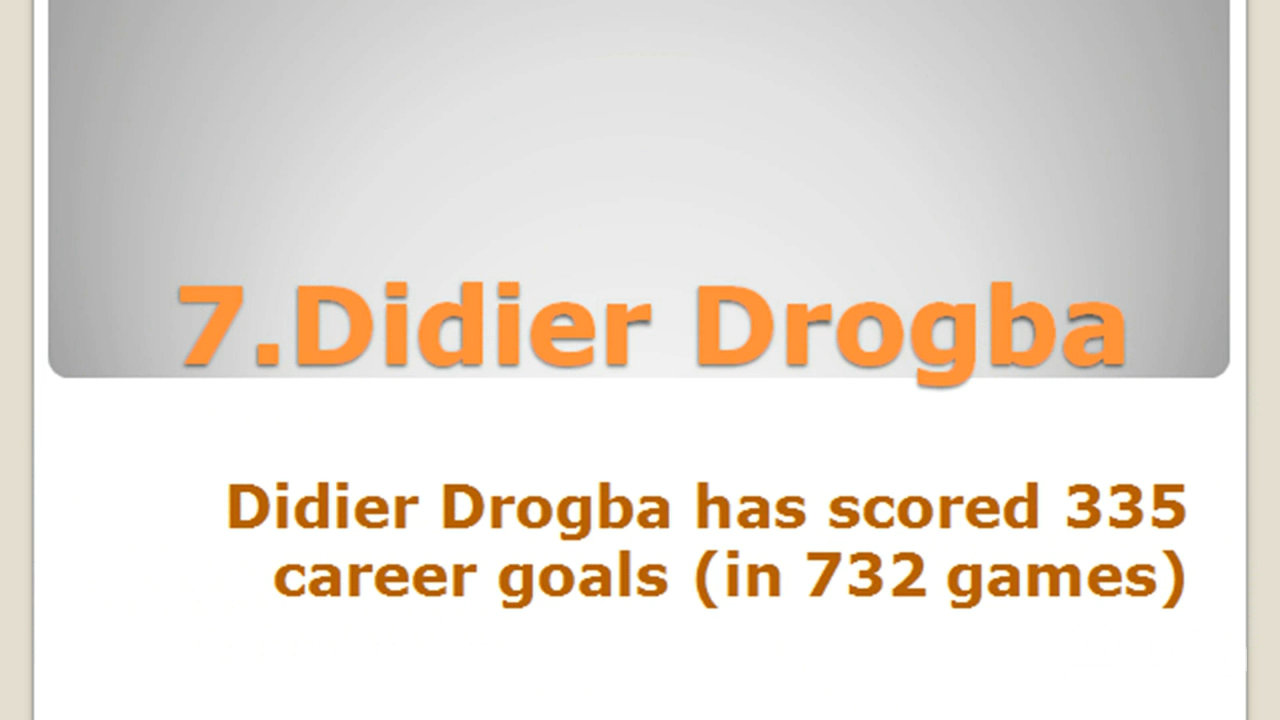 7.Didier Drogba
Didier Drogba has scored 335
career goals (in 732 games)